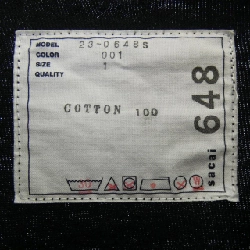 MODEL 23-0648S
COLOR 001
SIZE 1
QUALITY
COTTON 100
sacai 648